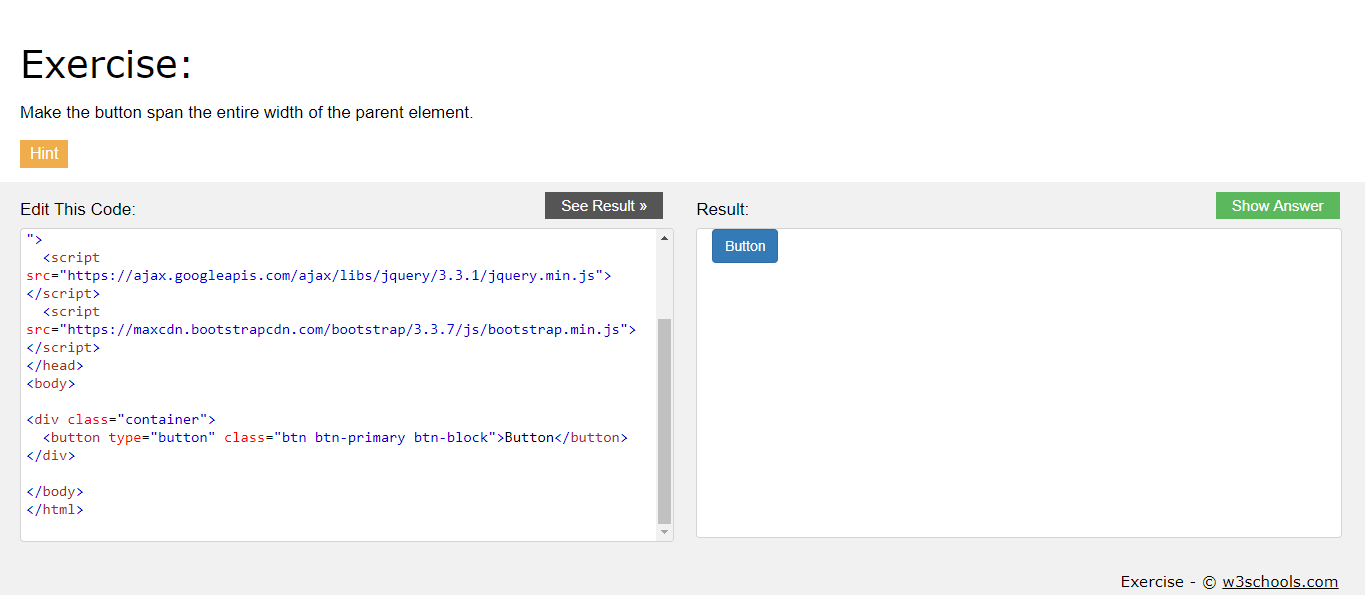 Exercise:
Make the button span the entire width of the parent element.
Hint
Edit This Code:
See Result »
">
<script
src="https://ajax.googleapis.com/ajax/libs/jquery/3.3.1/jquery.min.js">
</script>
<script
src="https://maxcdn.bootstrapcdn.com/bootstrap/3.3.7/js/bootstrap.min.js">
</script>
</head>
<body>
<div class="container">
<button type="button" class="btn btn-primary btn-block">Button</button>
</div>
</body>
</html>
Result:
Show Answer
Button
Exercise - © w3schools.com